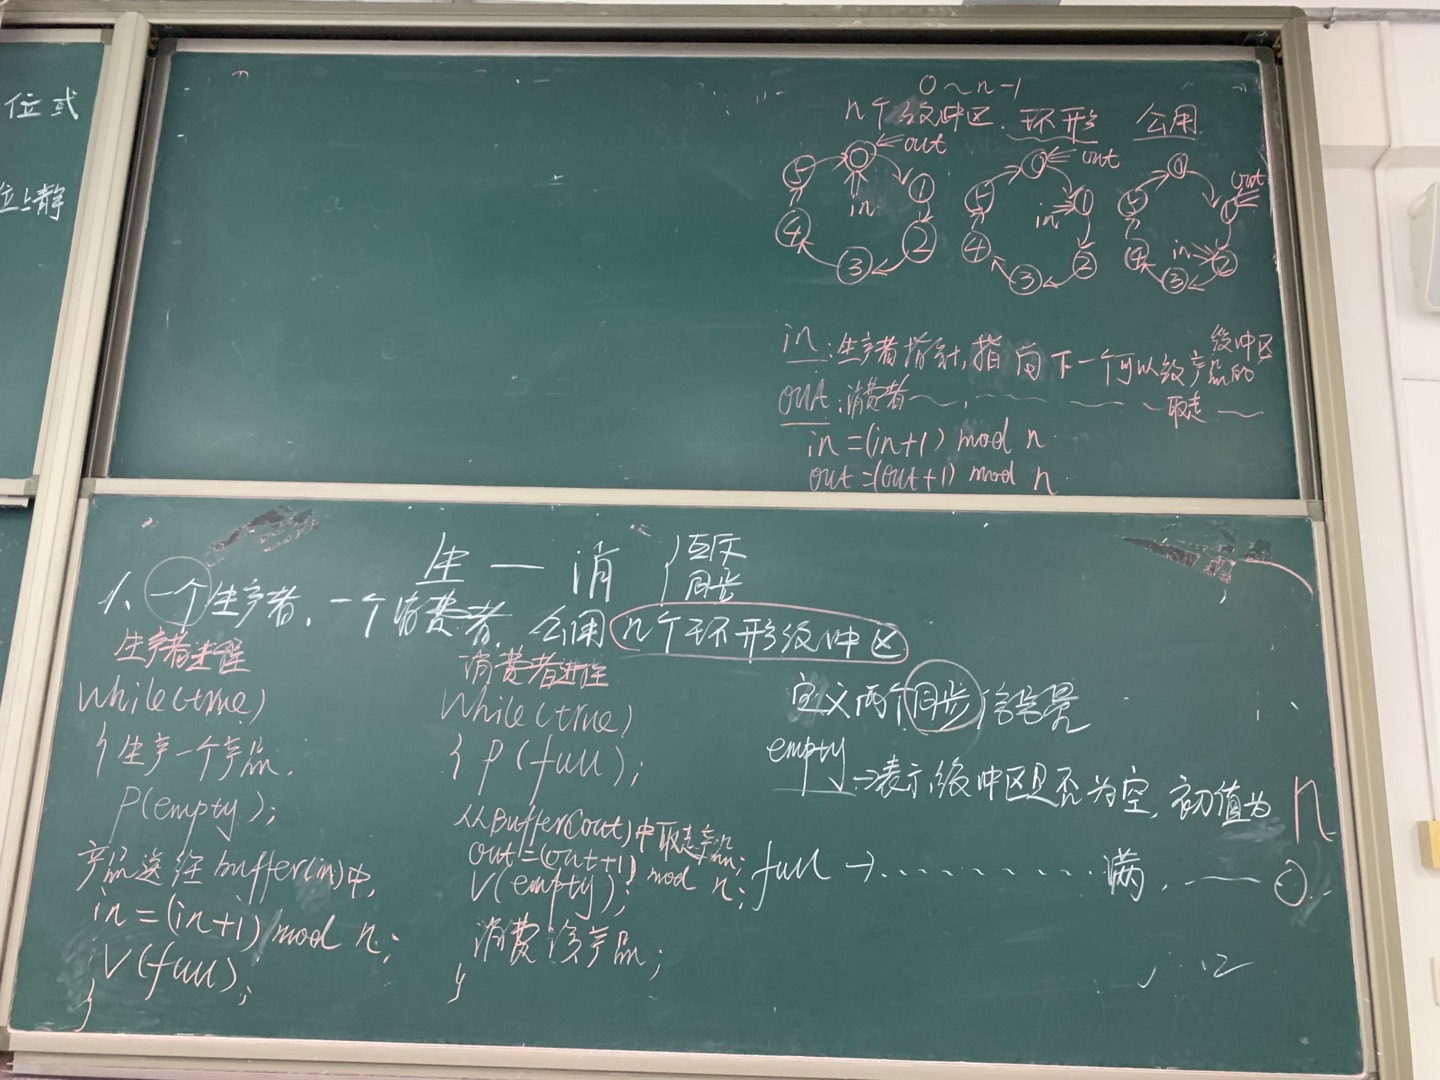 位式
位上静
0~n-1
n个缓冲区 环形 公用
out
0
1
2
3
4
5
in
out
0
1
2
3
4
5
in
out
0
1
2
3
4
5
in
in:生产者指针,指向下一个可以放产品的缓冲区
out:消费者~,~~~取走~
in=(in+1) mod n.
out=(out+1) mod n
生一消 {互斥
同步
1、一个生产者,一个消费者,公用n个环形缓冲区
生产者进程
while(true)
{生产一个产品.
P(empty);
产品送往buffer(in)中,
in=(in+1) mod n;
V(full);
}
消费者进程
while(true)
{P(full);
从Buffer(out)中取走产品;
out=(out+1) mod n;
V(empty);
消费该产品;
}
定义两个同步信号量
empty→表示缓冲区是否为空,初值为n
full→............满,—0.